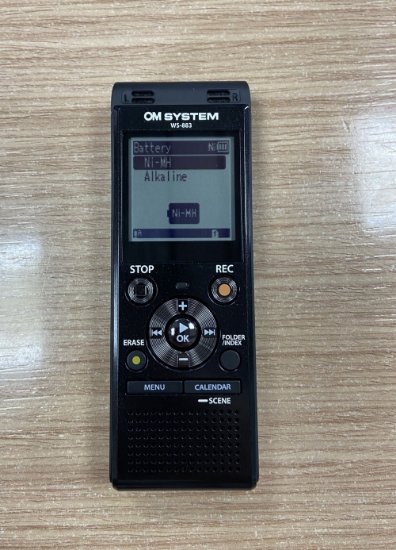 L R
OM SYSTEM
WS-883
Battery N
Ni-MH
Alkaline
Ni-MH
STOP REC
+
OK
ERASE FOLDER
/INDEX
−
MENU CALENDAR
SCENE